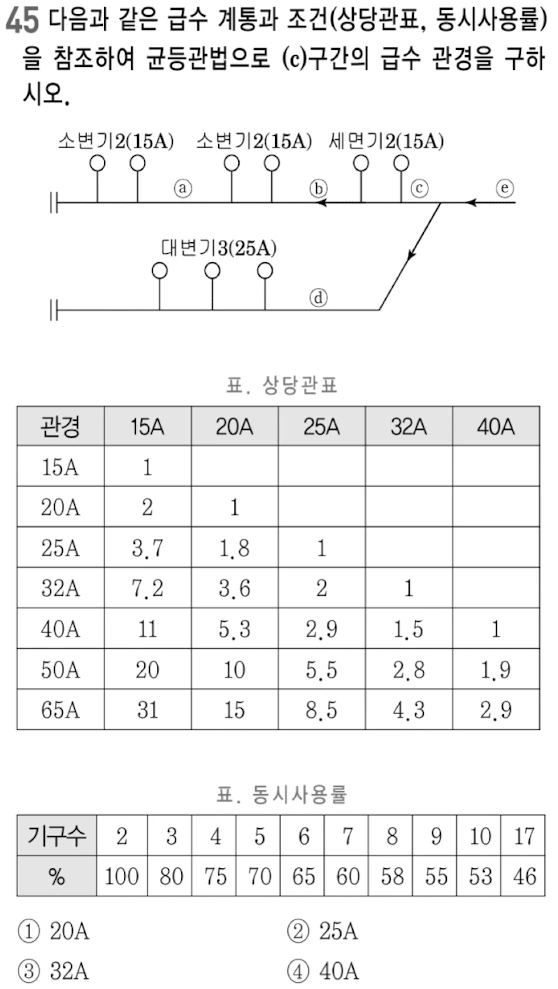 45 다음과 같은 급수 계통과 조건(상당관표, 동시사용률)
을 참조하여 균등관법으로 (c)구간의 급수 관경을 구하
시오.
소변기2(15A) 소변기2(15A) 세면기2(15A)
ⓐ ⓑ ⓒ ⓔ
대변기3(25A)
ⓓ
표. 상당관표
관경 15A 20A 25A 32A 40A
15A 1
20A 2 1
25A 3.7 1.8 1
32A 7.2 3.6 2 1
40A 11 5.3 2.9 1.5 1
50A 20 10 5.5 2.8 1.9
65A 31 15 8.5 4.3 2.9
표. 동시사용률
기구수 2 3 4 5 6 7 8 9 10 17
% 100 80 75 70 65 60 58 55 53 46
① 20A ② 25A
③ 32A ④ 40A